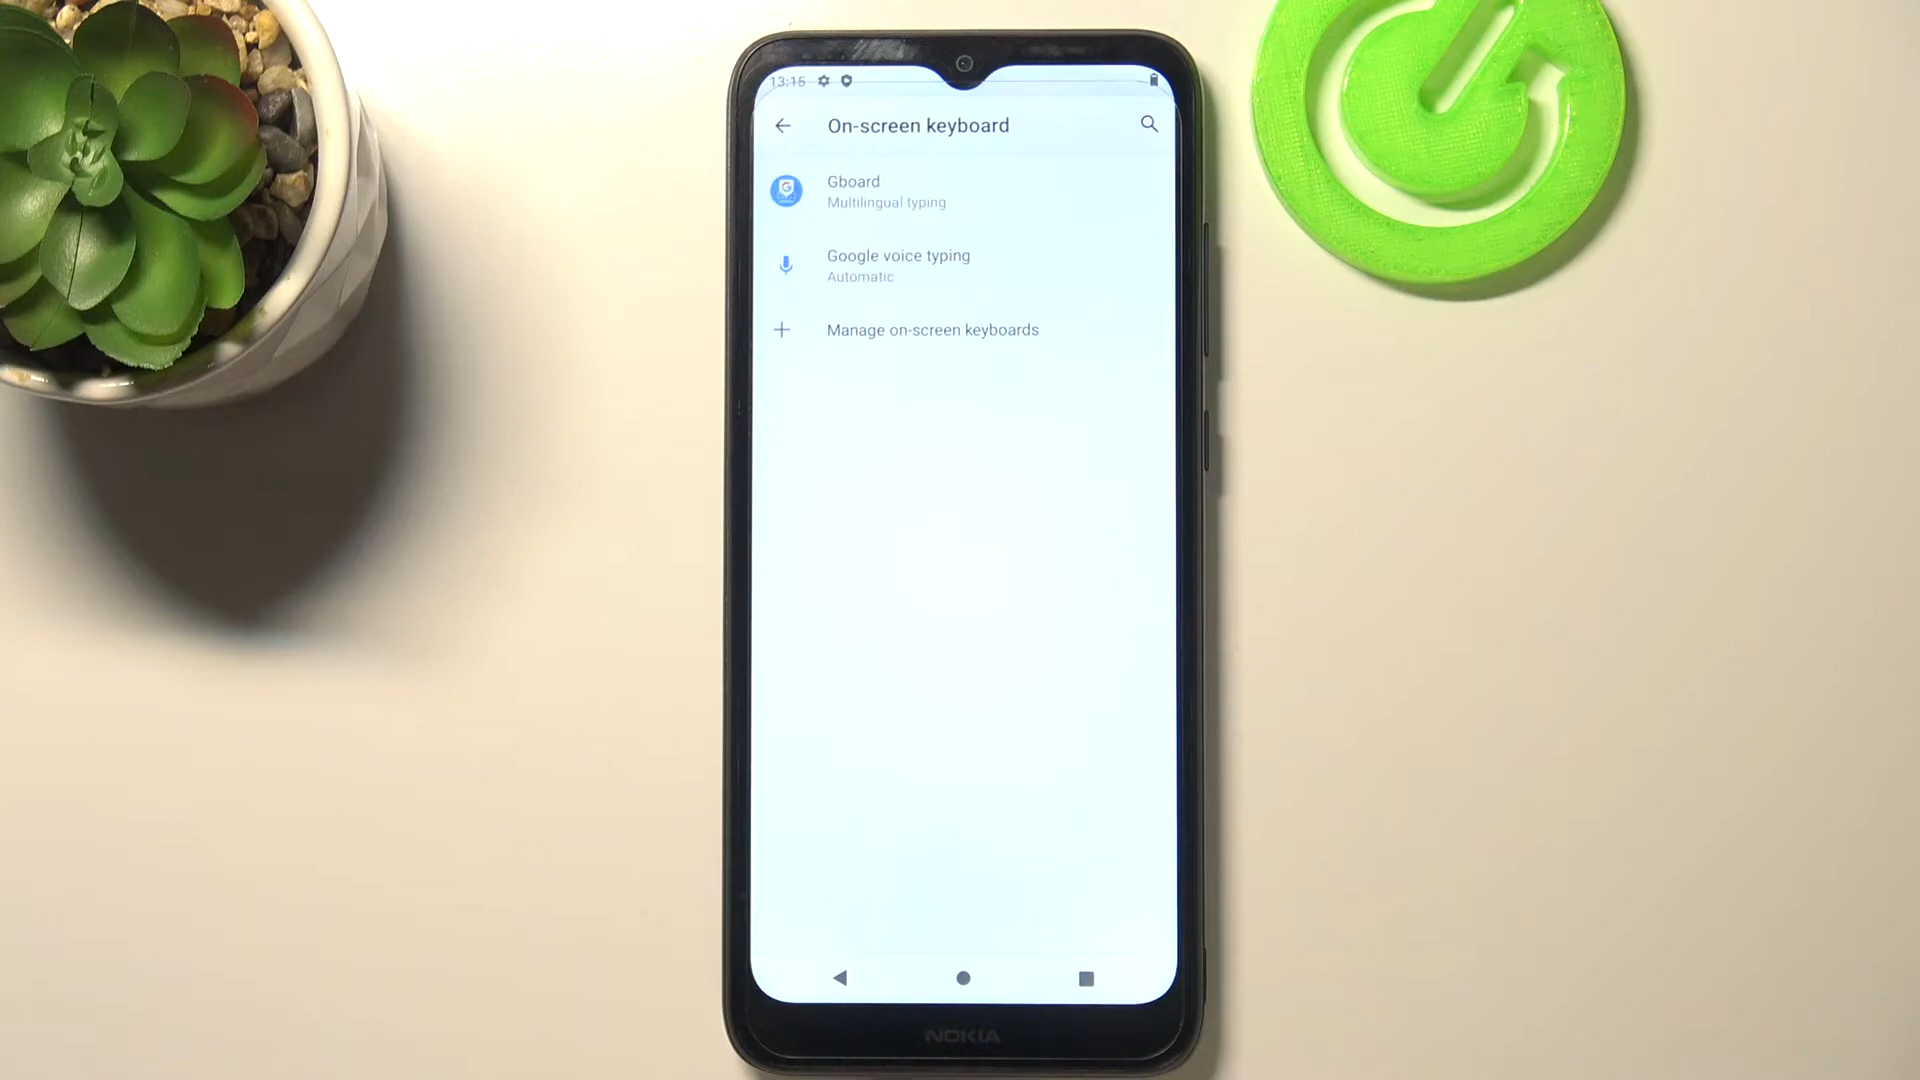 13:15
On-screen keyboard
Gboard
Multilingual typing
Google voice typing
Automatic
Manage on-screen keyboards
NOKIA